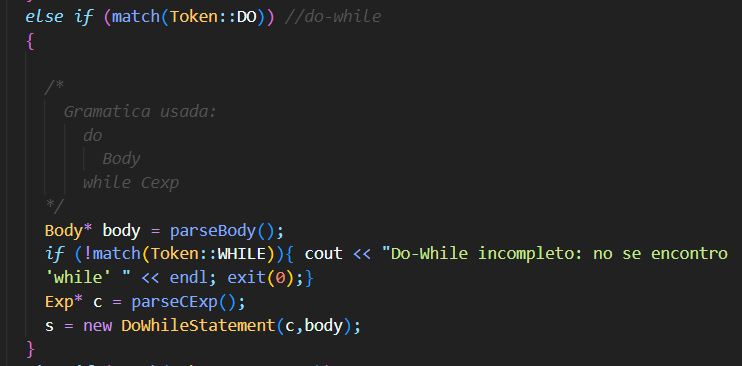 else if (match(Token::DO)) //do-while
{
/*
Gramatica usada:
do
Body
while Cexp
*/
Body* body = parseBody();
if (!match(Token::WHILE)){ cout << "Do-While incompleto: no se encontro
'while' " << endl; exit(0);}
Exp* c = parseCExp();
s = new DoWhileStatement(c,body);
}